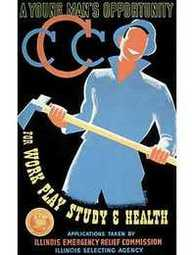 A YOUNG MAN'S OPPORTUNITY
CCC
FOR WORK PLAY STUDY & HEALTH
APPLICATIONS TAKEN BY
ILLINOIS EMERGENCY RELIEF COMMISSION
ILLINOIS SELECTING AGENCY